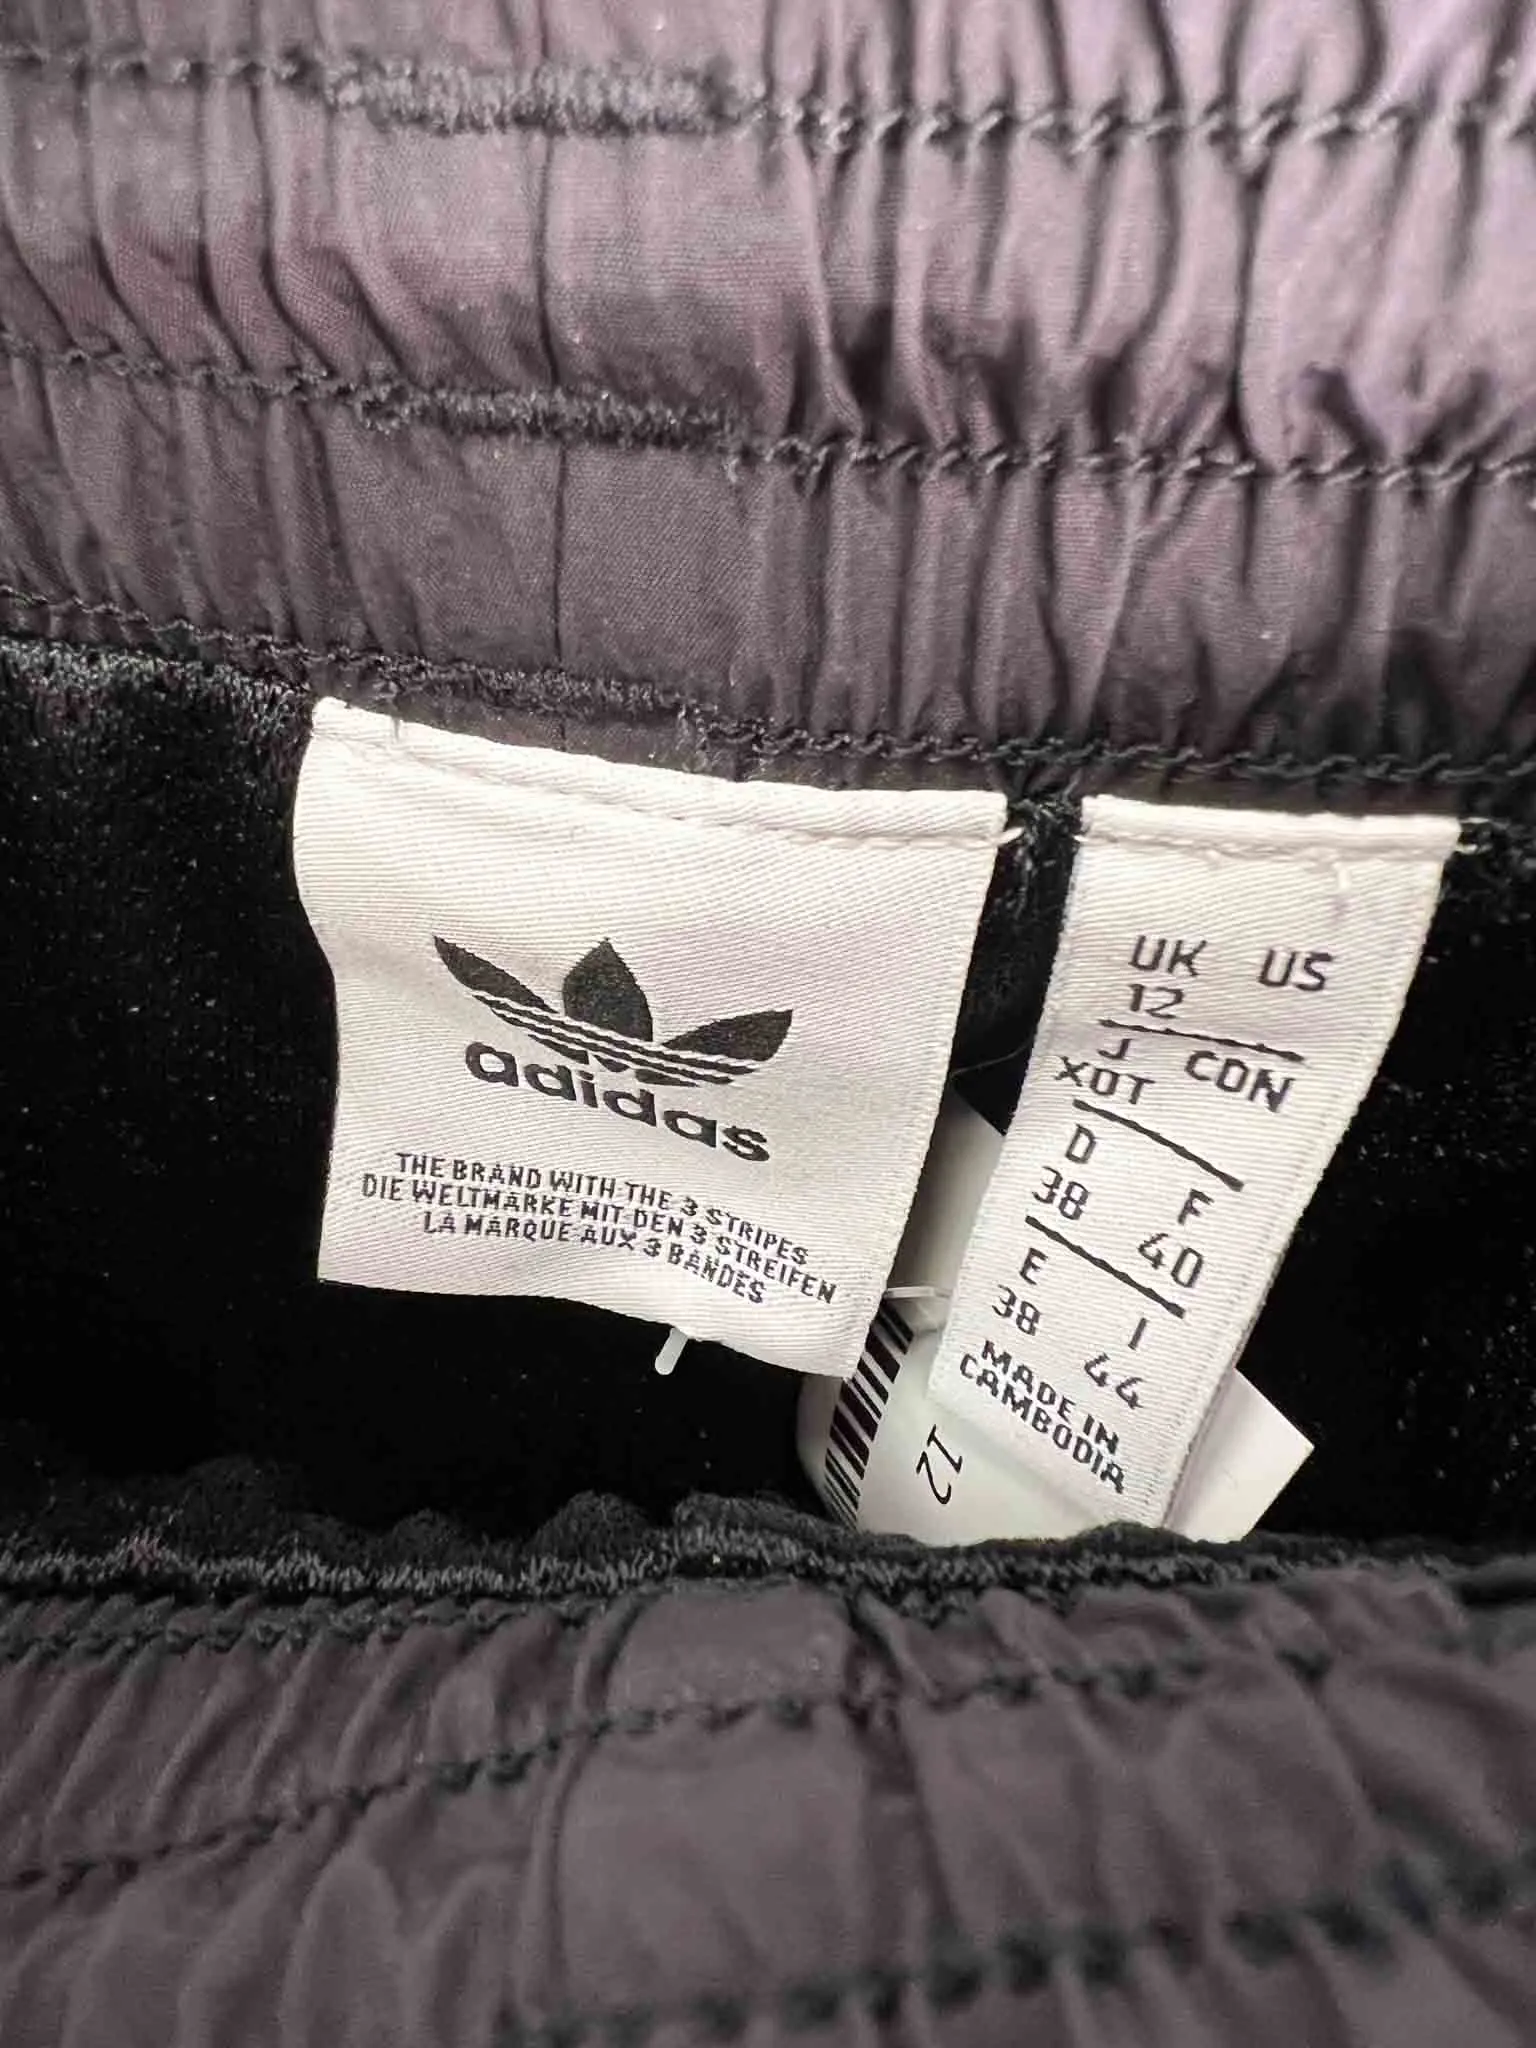 adidas
THE BRAND WITH THE 3 STRIPES
DIE WELTMARKE MIT DEN 3 STREIFEN
LA MARQUE AUX 3 BANDES
UK US
12
J CON
XOT
D F
38 40
E I
38 44
MADE IN
CAMBODIA
12